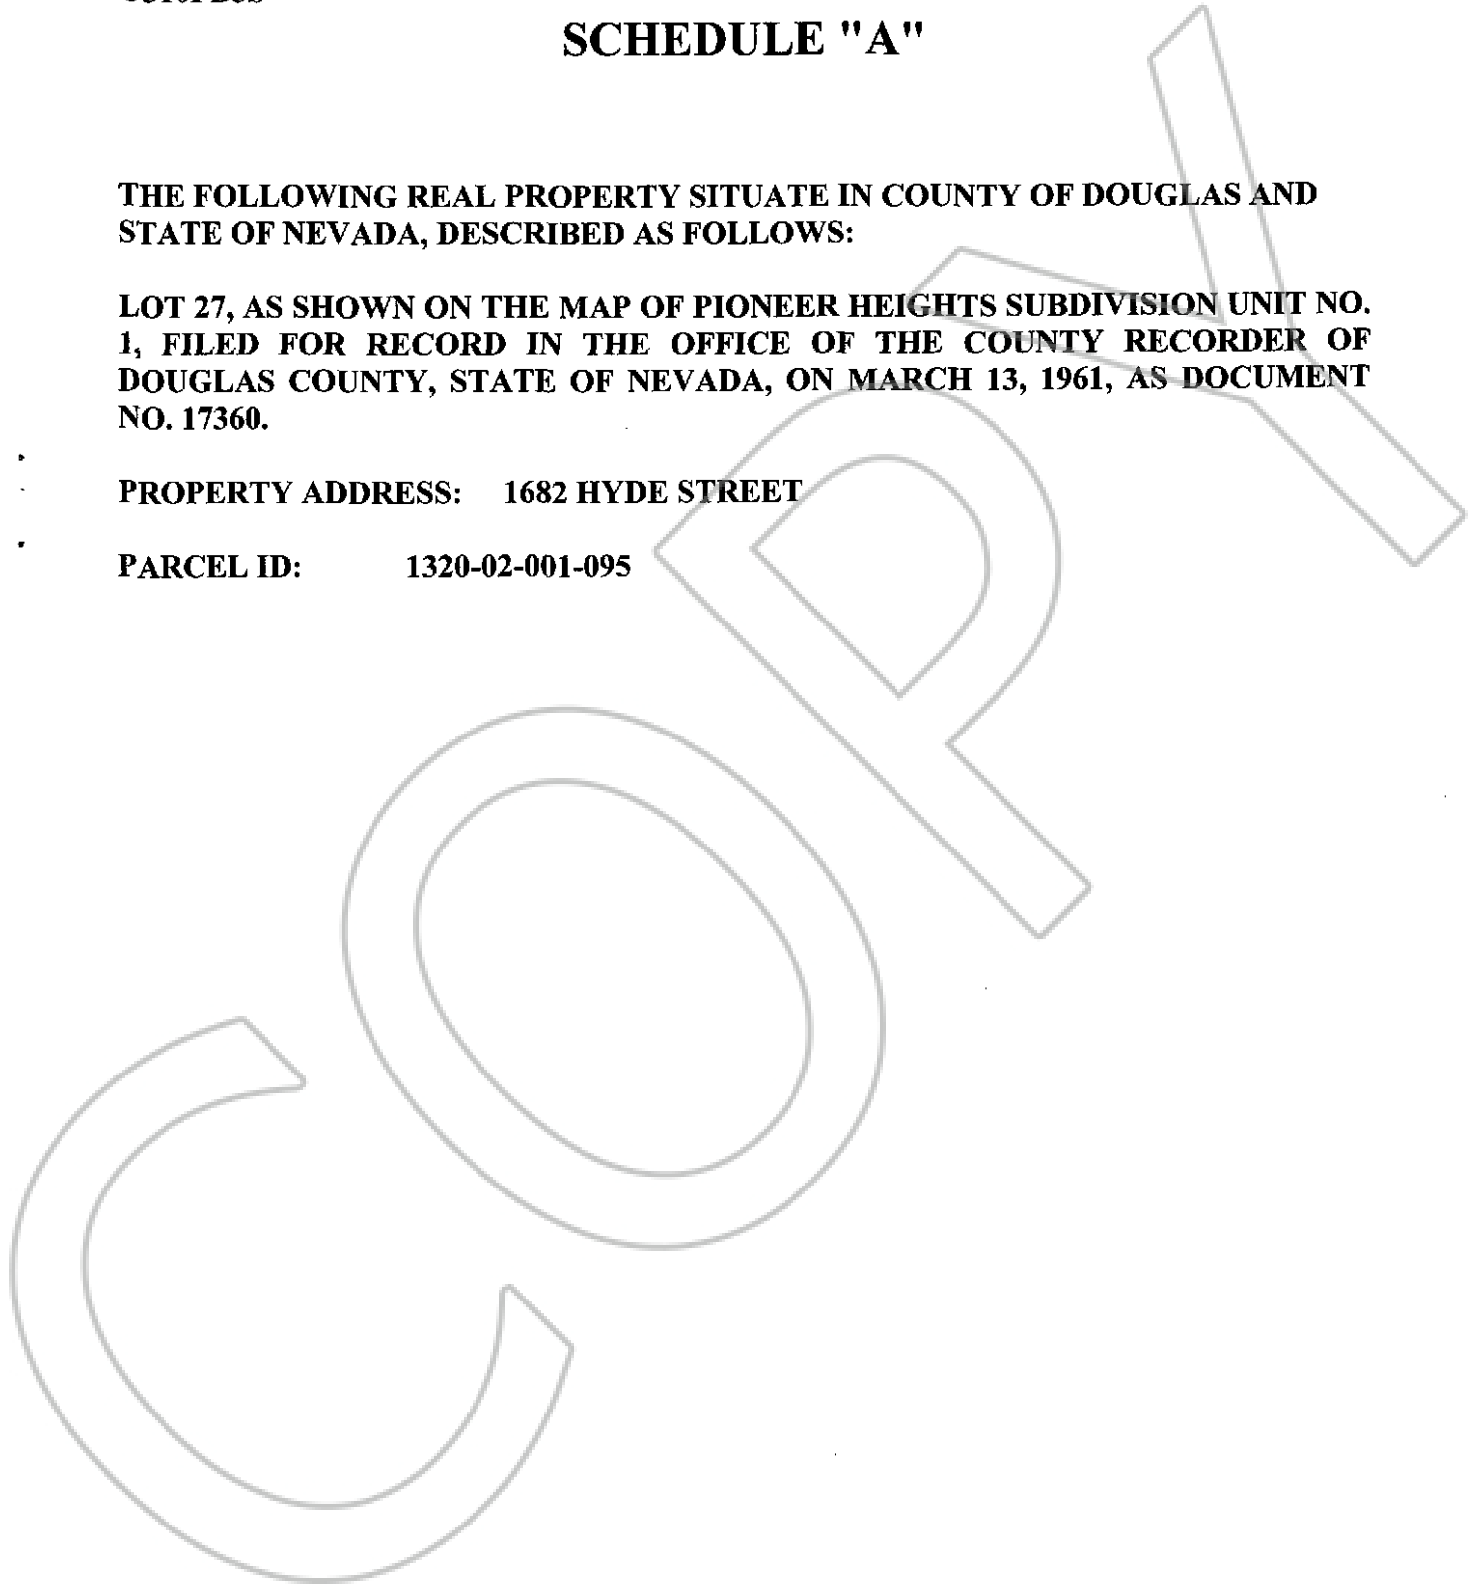 SCHEDULE "A"
THE FOLLOWING REAL PROPERTY SITUATE IN COUNTY OF DOUGLAS AND
STATE OF NEVADA, DESCRIBED AS FOLLOWS:
LOT 27, AS SHOWN ON THE MAP OF PIONEER HEIGHTS SUBDIVISION UNIT NO.
1, FILED FOR RECORD IN THE OFFICE OF THE COUNTY RECORDER OF
DOUGLAS COUNTY, STATE OF NEVADA, ON MARCH 13, 1961, AS DOCUMENT
NO. 17360.
PROPERTY ADDRESS: 1682 HYDE STREET
PARCEL ID: 1320-02-001-095
COPY